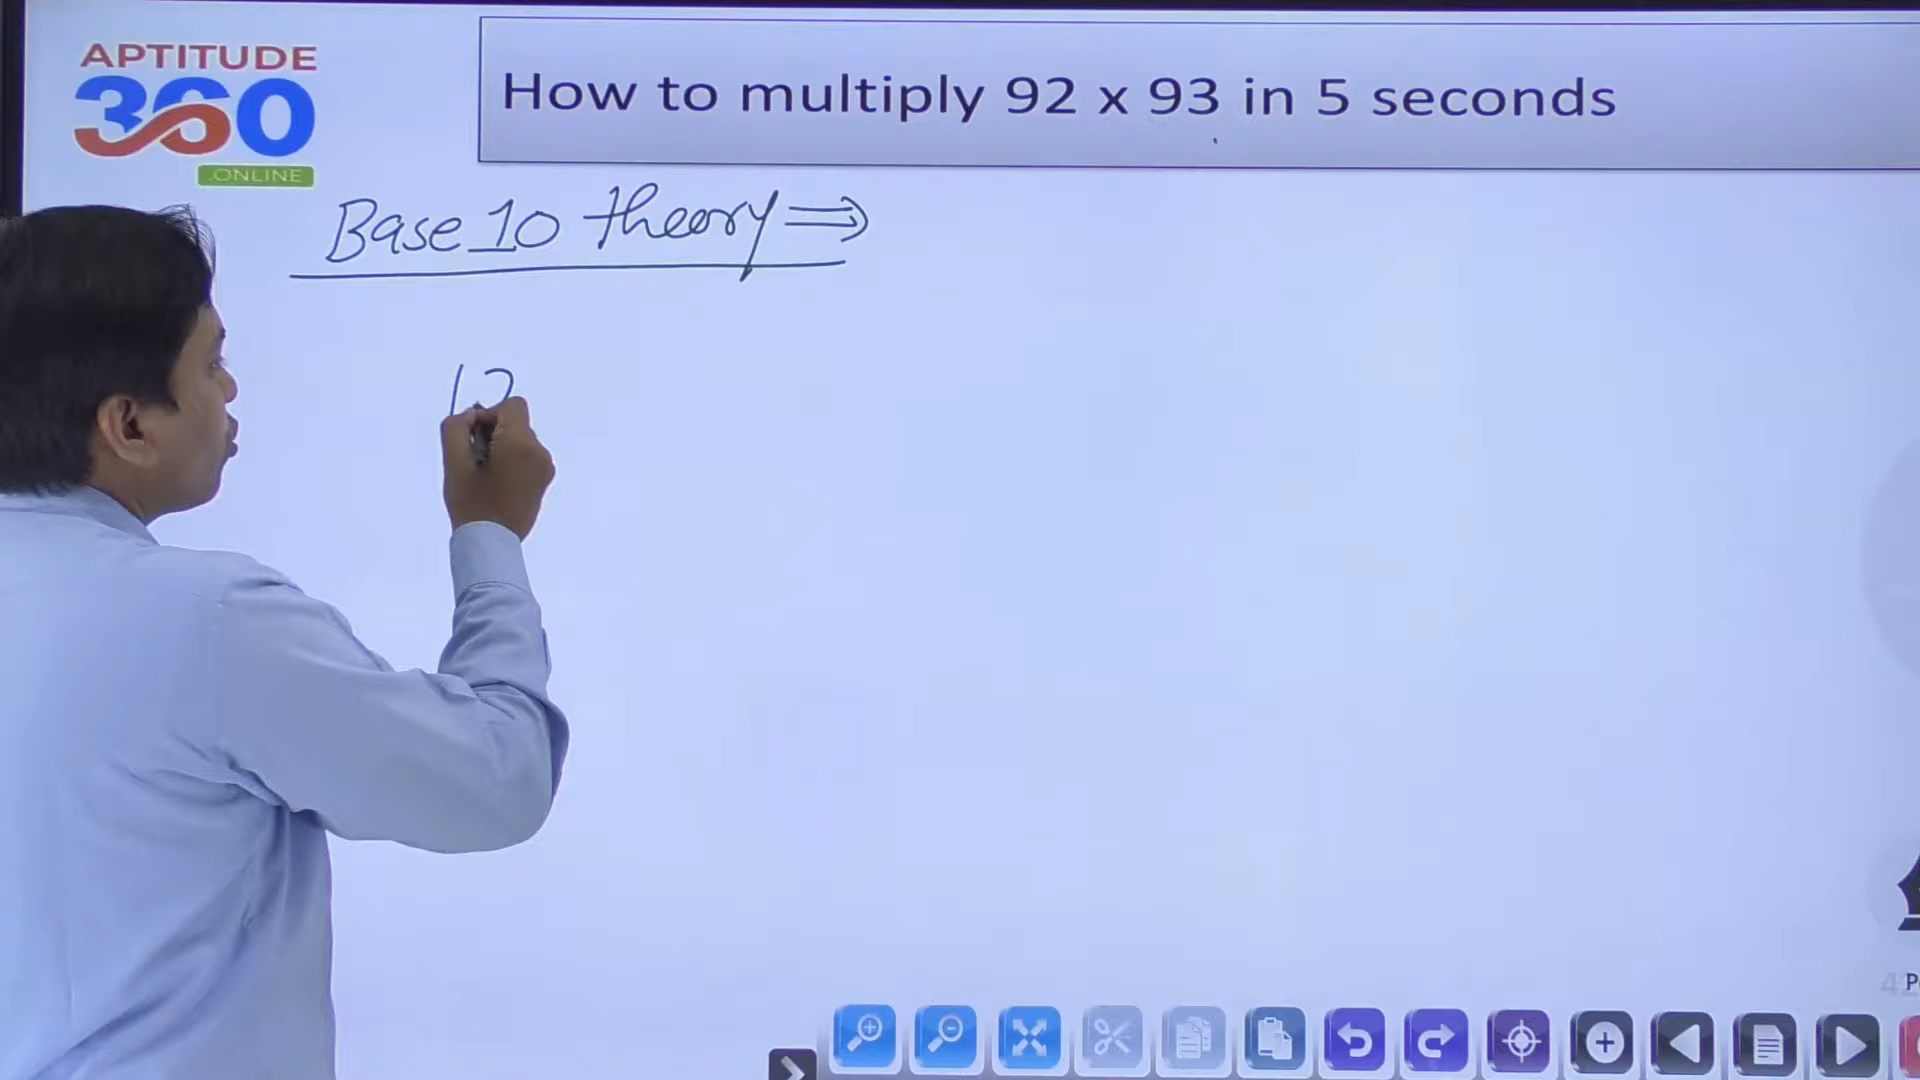 APTITUDE
360
.ONLINE
How to multiply 92 x 93 in 5 seconds
Base 10 theory ⇒
12